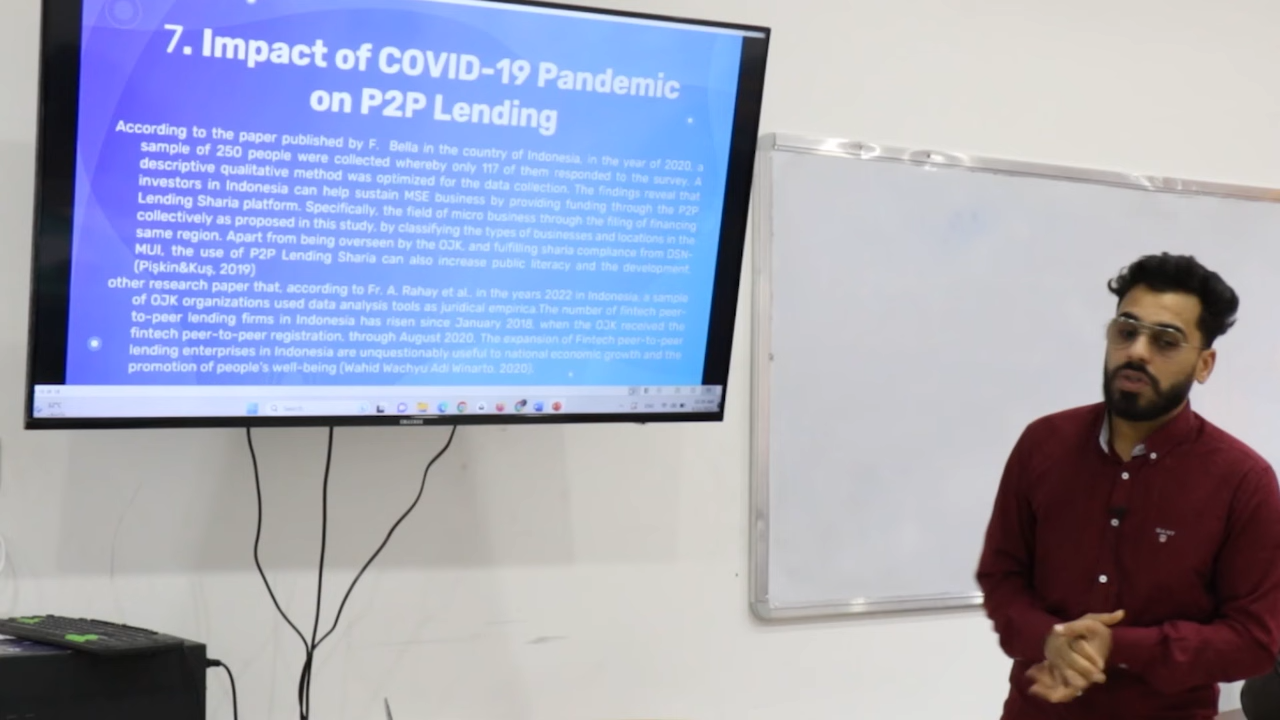 7. Impact of COVID-19 Pandemic
on P2P Lending
According to the paper published by F. Bella in the country of Indonesia, in the year of 2020, a
sample of 250 people were collected whereby only 117 of them responded to the survey. A
descriptive qualitative method was optimized for the data collection. The findings reveal that
investors in Indonesia can help sustain MSE business by providing funding through the P2P
Lending Sharia platform. Specifically, the field of micro business through the filing of financing
collectively as proposed in this study, by classifying the types of businesses and locations in the
same region. Apart from being overseen by the OJK, and fulfilling sharia compliance from DSN-
MUI, the use of P2P Lending Sharia can also increase public literacy and the development.
(Pişkin&Kuş, 2019)
other research paper that, according to Fr. A. Rahay et al., in the years 2022 in Indonesia, a sample
of OJK organizations used data analysis tools as juridical empirica.The number of fintech peer-
to-peer lending firms in Indonesia has risen since January 2018, when the OJK received the
fintech peer-to-peer registration, through August 2020. The expansion of Fintech peer-to-peer
lending enterprises in Indonesia are unquestionably useful to national economic growth and the
promotion of people's well-being (Wahid Wachyu Adi Winarto, 2020).
Search